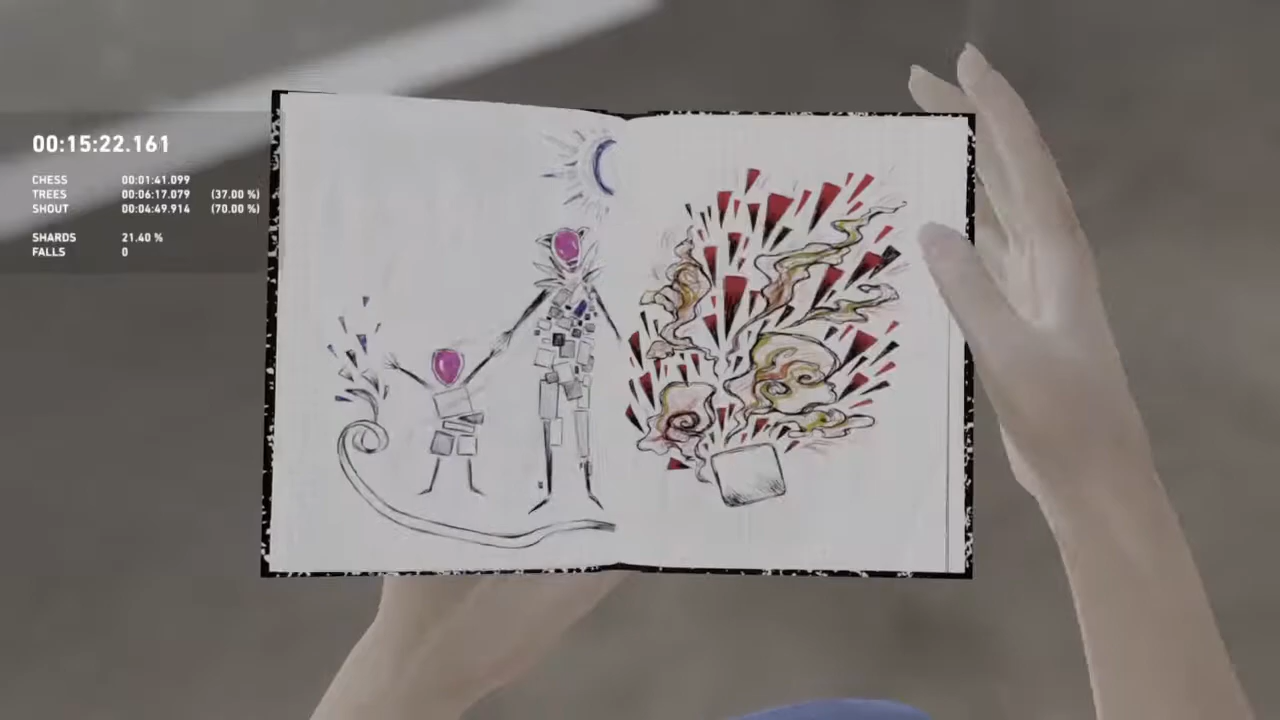 00:15:22.161
CHESS 00:01:41.099
TREES 00:06:17.079 (37.00 %)
SHOUT 00:04:49.914 (70.00 %)
SHARDS 21.40 %
FALLS 0